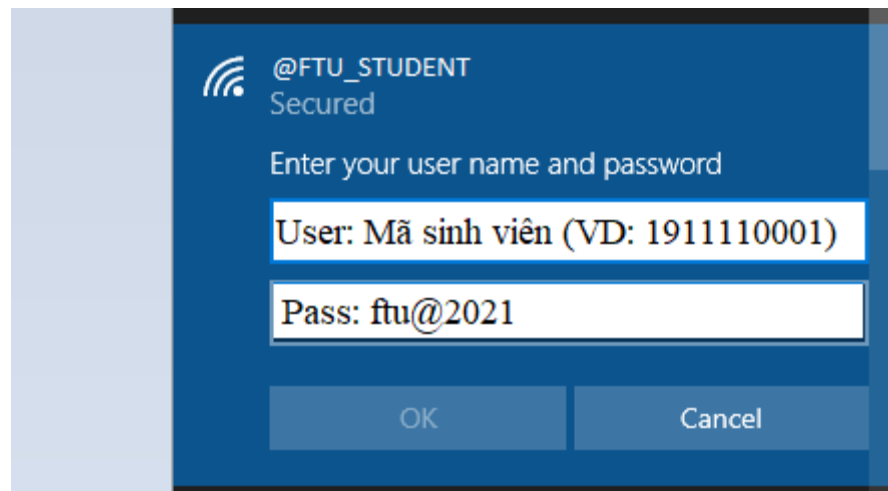 @FTU_STUDENT
Secured
Enter your user name and password
User: Mã sinh viên (VD: 1911110001)
Pass: ftu@2021
OK
Cancel